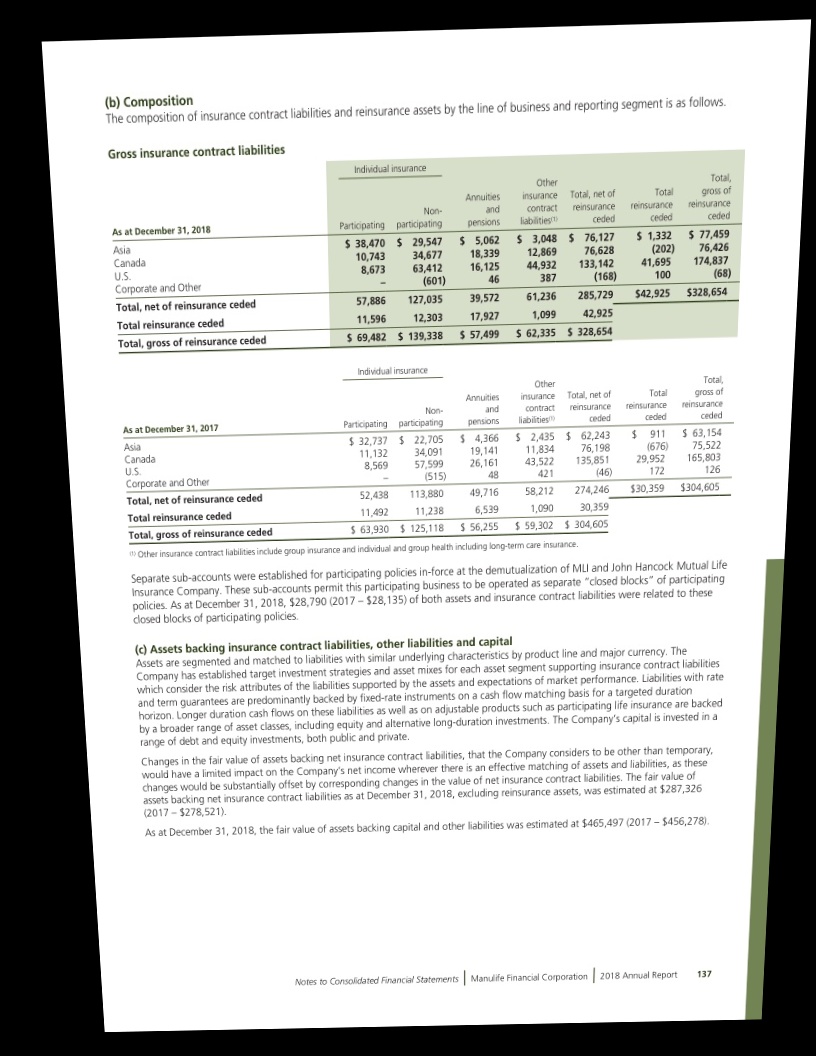 (b) Composition
The composition of insurance contract liabilities and reinsurance assets by the line of business and reporting segment is as follows.
Gross insurance contract liabilities
Individual insurance
As at December 31, 2018 Participating Non-participating Annuities and pensions Other insurance contract liabilities(1) Total, net of reinsurance ceded Total reinsurance ceded Total, gross of reinsurance ceded
Asia $ 38,470 $ 29,547 $ 5,062 $ 3,048 $ 76,127 $ 1,332 $ 77,459
Canada 10,743 34,677 18,339 12,869 76,628 (202) 76,426
U.S. 8,673 63,412 16,125 44,932 133,142 41,695 174,837
Corporate and Other – (601) 46 387 (168) 100 (68)
Total, net of reinsurance ceded 57,886 127,035 39,572 61,236 285,729 $42,925 $328,654
Total reinsurance ceded 11,596 12,303 17,927 1,099 42,925
Total, gross of reinsurance ceded $ 69,482 $ 139,338 $ 57,499 $ 62,335 $ 328,654
Individual insurance
As at December 31, 2017 Participating Non-participating Annuities and pensions Other insurance contract liabilities(1) Total, net of reinsurance ceded Total reinsurance ceded Total, gross of reinsurance ceded
Asia $ 32,737 $ 22,705 $ 4,366 $ 2,435 $ 62,243 $ 911 $ 63,154
Canada 11,132 34,091 19,141 11,834 76,198 (676) 75,522
U.S. 8,569 57,599 26,161 43,522 135,851 29,952 165,803
Corporate and Other – (515) 48 421 (46) 172 126
Total, net of reinsurance ceded 52,438 113,880 49,716 58,212 274,246 $30,359 $304,605
Total reinsurance ceded 11,492 11,238 6,539 1,090 30,359
Total, gross of reinsurance ceded $ 63,930 $ 125,118 $ 56,255 $ 59,302 $ 304,605
(1) Other insurance contract liabilities include group insurance and individual and group health including long-term care insurance.
Separate sub-accounts were established for participating policies in-force at the demutualization of MLI and John Hancock Mutual Life
Insurance Company. These sub-accounts permit this participating business to be operated as separate “closed blocks” of participating
policies. As at December 31, 2018, $28,790 (2017 – $28,135) of both assets and insurance contract liabilities were related to these
closed blocks of participating policies.
(c) Assets backing insurance contract liabilities, other liabilities and capital
Assets are segmented and matched to liabilities with similar underlying characteristics by product line and major currency. The
Company has established target investment strategies and asset mixes for each asset segment supporting insurance contract liabilities
which consider the risk attributes of the liabilities supported by the assets and expectations of market performance. Liabilities with rate
and term guarantees are predominantly backed by fixed-rate instruments on a cash flow matching basis for a targeted duration
horizon. Longer duration cash flows on these liabilities as well as on adjustable products such as participating life insurance are backed
by a broader range of asset classes, including equity and alternative long-duration investments. The Company’s capital is invested in a
range of debt and equity investments, both public and private.
Changes in the fair value of assets backing net insurance contract liabilities, that the Company considers to be other than temporary,
would have a limited impact on the Company’s net income wherever there is an effective matching of assets and liabilities, as these
changes would be substantially offset by corresponding changes in the value of net insurance contract liabilities. The fair value of
assets backing net insurance contract liabilities as at December 31, 2018, excluding reinsurance assets, was estimated at $287,326
(2017 – $278,521).
As at December 31, 2018, the fair value of assets backing capital and other liabilities was estimated at $465,497 (2017 – $456,278).
Notes to Consolidated Financial Statements | Manulife Financial Corporation | 2018 Annual Report 137